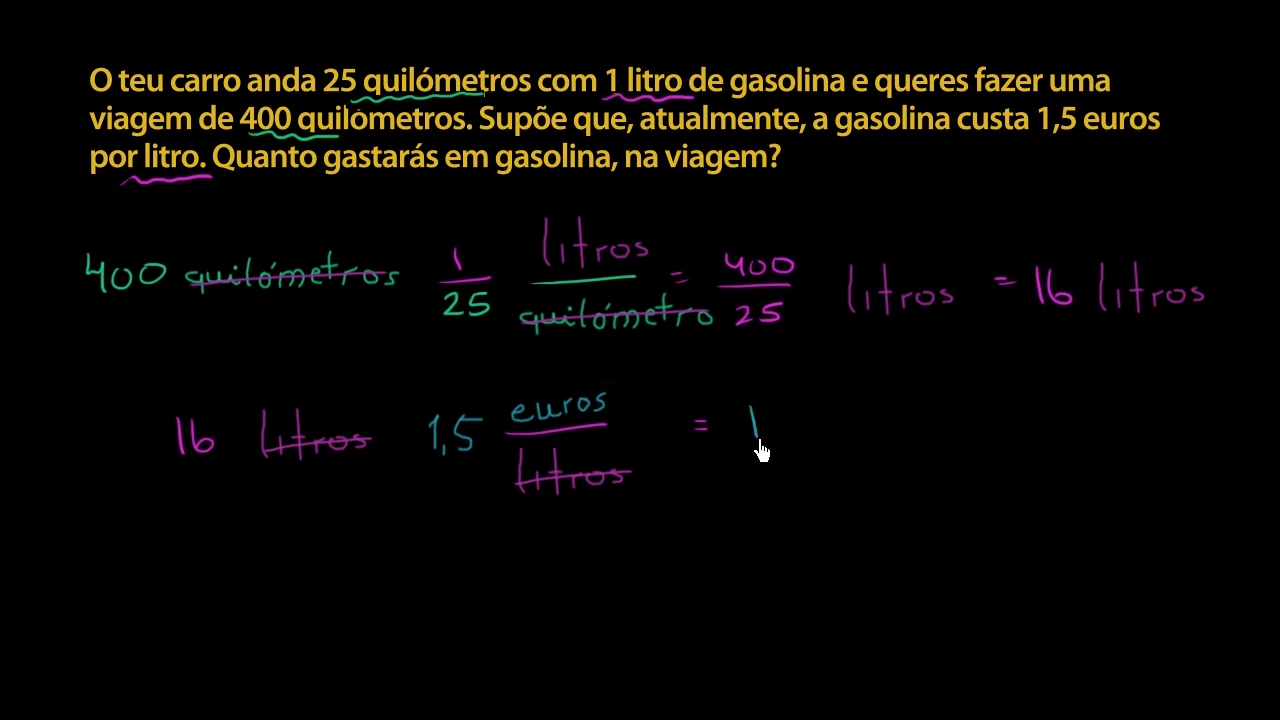 O teu carro anda 25 quilómetros com 1 litro de gasolina e queres fazer uma
viagem de 400 quilómetros. Supõe que, atualmente, a gasolina custa 1,5 euros
por litro. Quanto gastarás em gasolina, na viagem?
400 quilómetros 1/25 litros/quilómetro = 400/25 litros = 16 litros
16 litros 1,5 euros/litros = 1